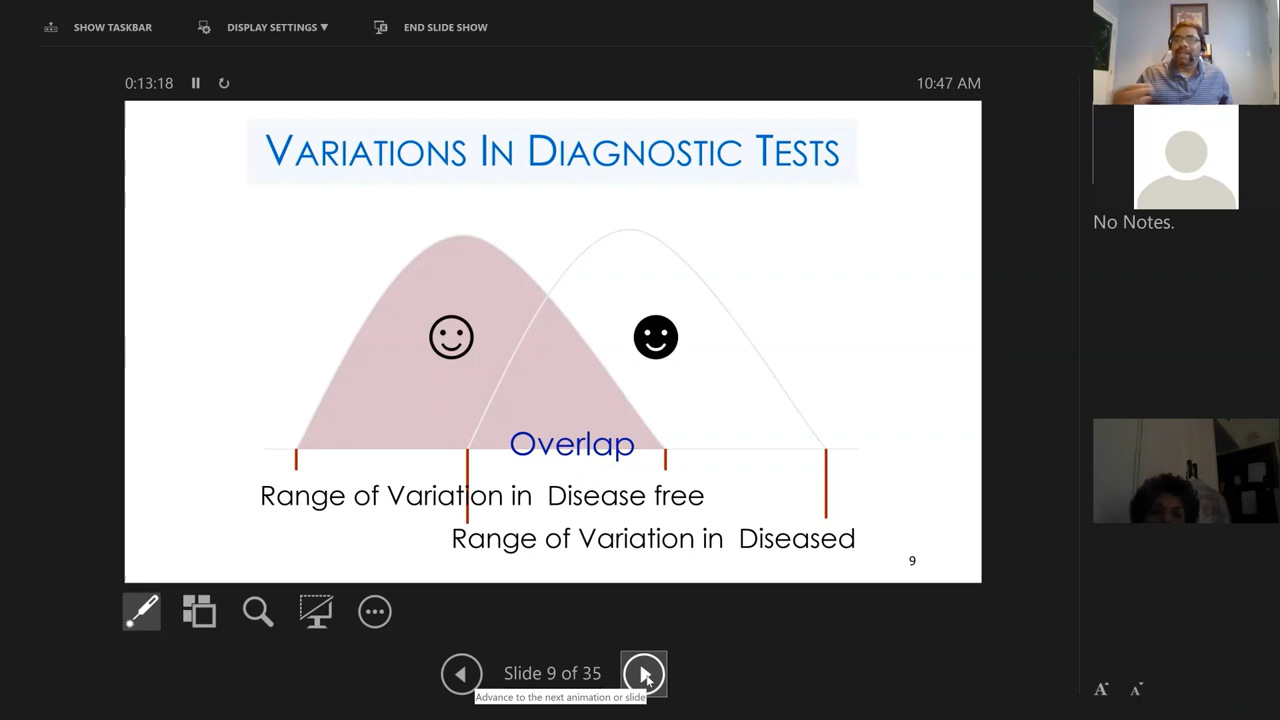 SHOW TASKBAR
DISPLAY SETTINGS ▼
END SLIDE SHOW
0:13:18
10:47 AM
VARIATIONS IN DIAGNOSTIC TESTS
No Notes.
Overlap
Range of Variation in Disease free
Range of Variation in Diseased
9
Slide 9 of 35
Advance to the next animation or slide
A A